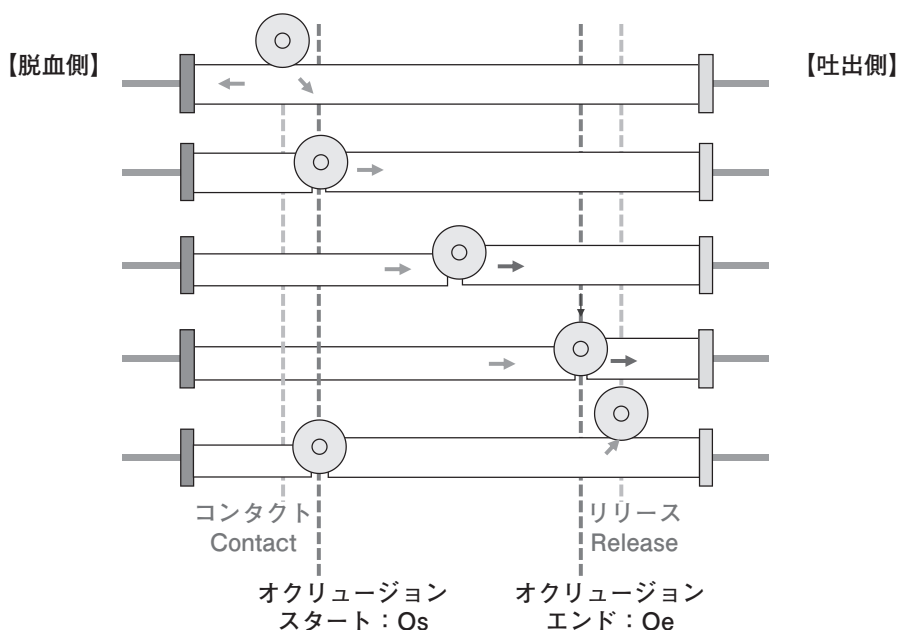 【脱血側】
【吐出側】
コンタクト
Contact
リリース
Release
オクリュージョン
スタート：Os
オクリュージョン
エンド：Oe